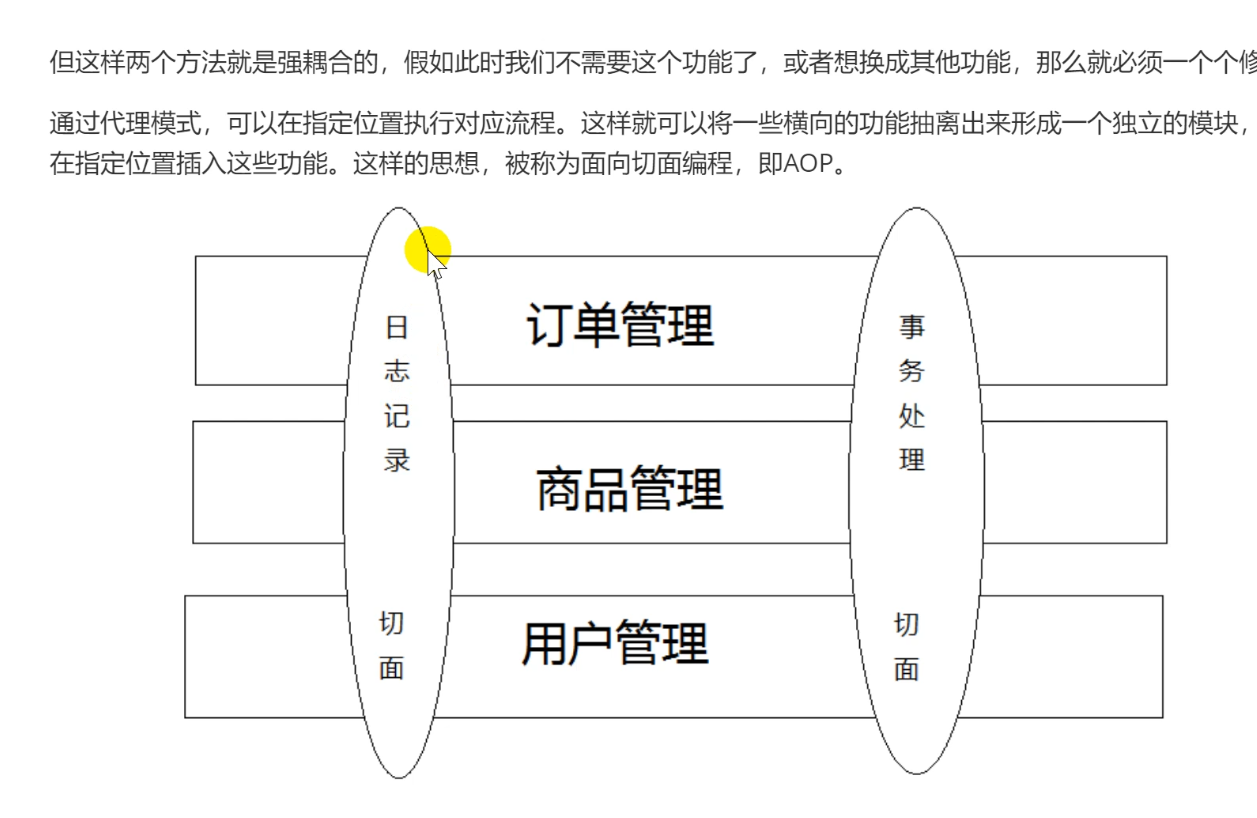 但这样两个方法就是强耦合的，假如此时我们不需要这个功能了，或者想换成其他功能，那么就必须一个个修
通过代理模式，可以在指定位置执行对应流程。这样就可以将一些横向的功能抽离出来形成一个独立的模块，
在指定位置插入这些功能。这样的思想，被称为面向切面编程，即AOP。
订单管理
商品管理
用户管理
日志记录
切面
事务处理
切面